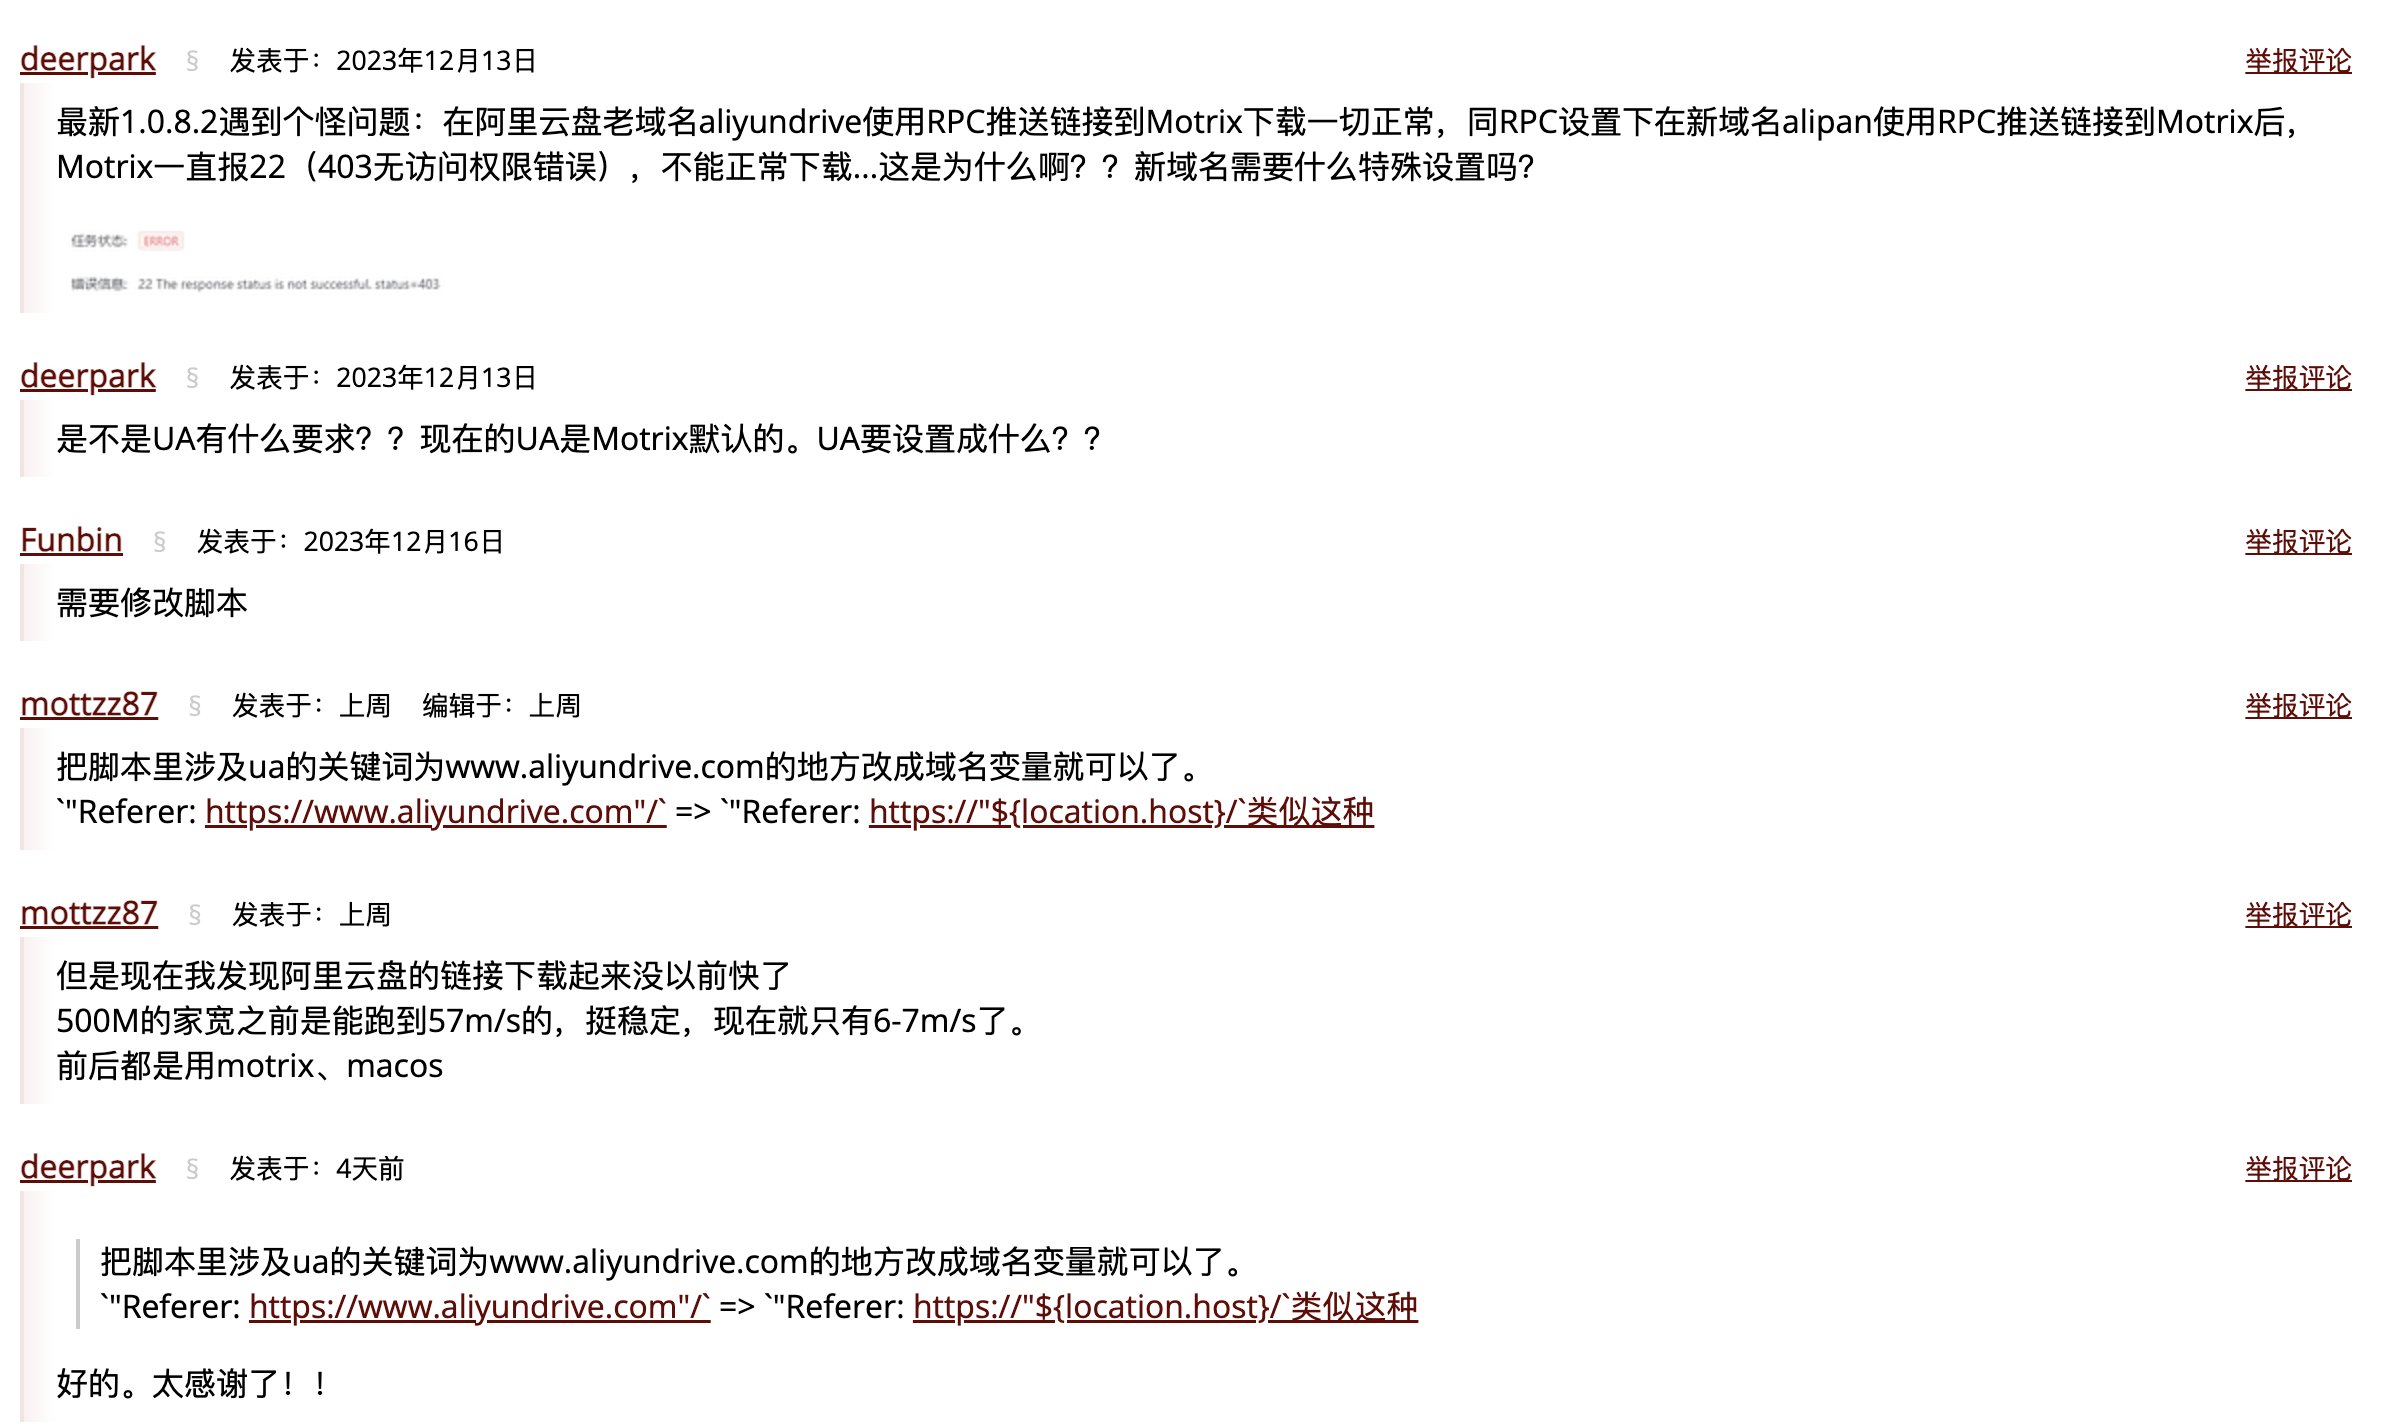 deerpark § 发表于：2023年12月13日 举报评论
最新1.0.8.2遇到个怪问题：在阿里云盘老域名aliyundrive使用RPC推送链接到Motrix下载一切正常，同RPC设置下在新域名alipan使用RPC推送链接到Motrix后，
Motrix一直报22（403无访问权限错误），不能正常下载...这是为什么啊？？新域名需要什么特殊设置吗？
任务状态: ERROR
错误信息: 22 The response status is not successful. status=403
deerpark § 发表于：2023年12月13日 举报评论
是不是UA有什么要求？？现在的UA是Motrix默认的。UA要设置成什么？？
Funbin § 发表于：2023年12月16日 举报评论
需要修改脚本
mottzz87 § 发表于：上周 编辑于：上周 举报评论
把脚本里涉及ua的关键词为www.aliyundrive.com的地方改成域名变量就可以了。
`"Referer: https://www.aliyundrive.com"/` => `"Referer: https://"${location.host}/`类似这种
mottzz87 § 发表于：上周 举报评论
但是现在我发现阿里云盘的链接下载起来没以前快了
500M的家宽之前是能跑到57m/s的，挺稳定，现在就只有6-7m/s了。
前后都是用motrix、macos
deerpark § 发表于：4天前 举报评论
把脚本里涉及ua的关键词为www.aliyundrive.com的地方改成域名变量就可以了。
`"Referer: https://www.aliyundrive.com"/` => `"Referer: https://"${location.host}/`类似这种
好的。太感谢了！！